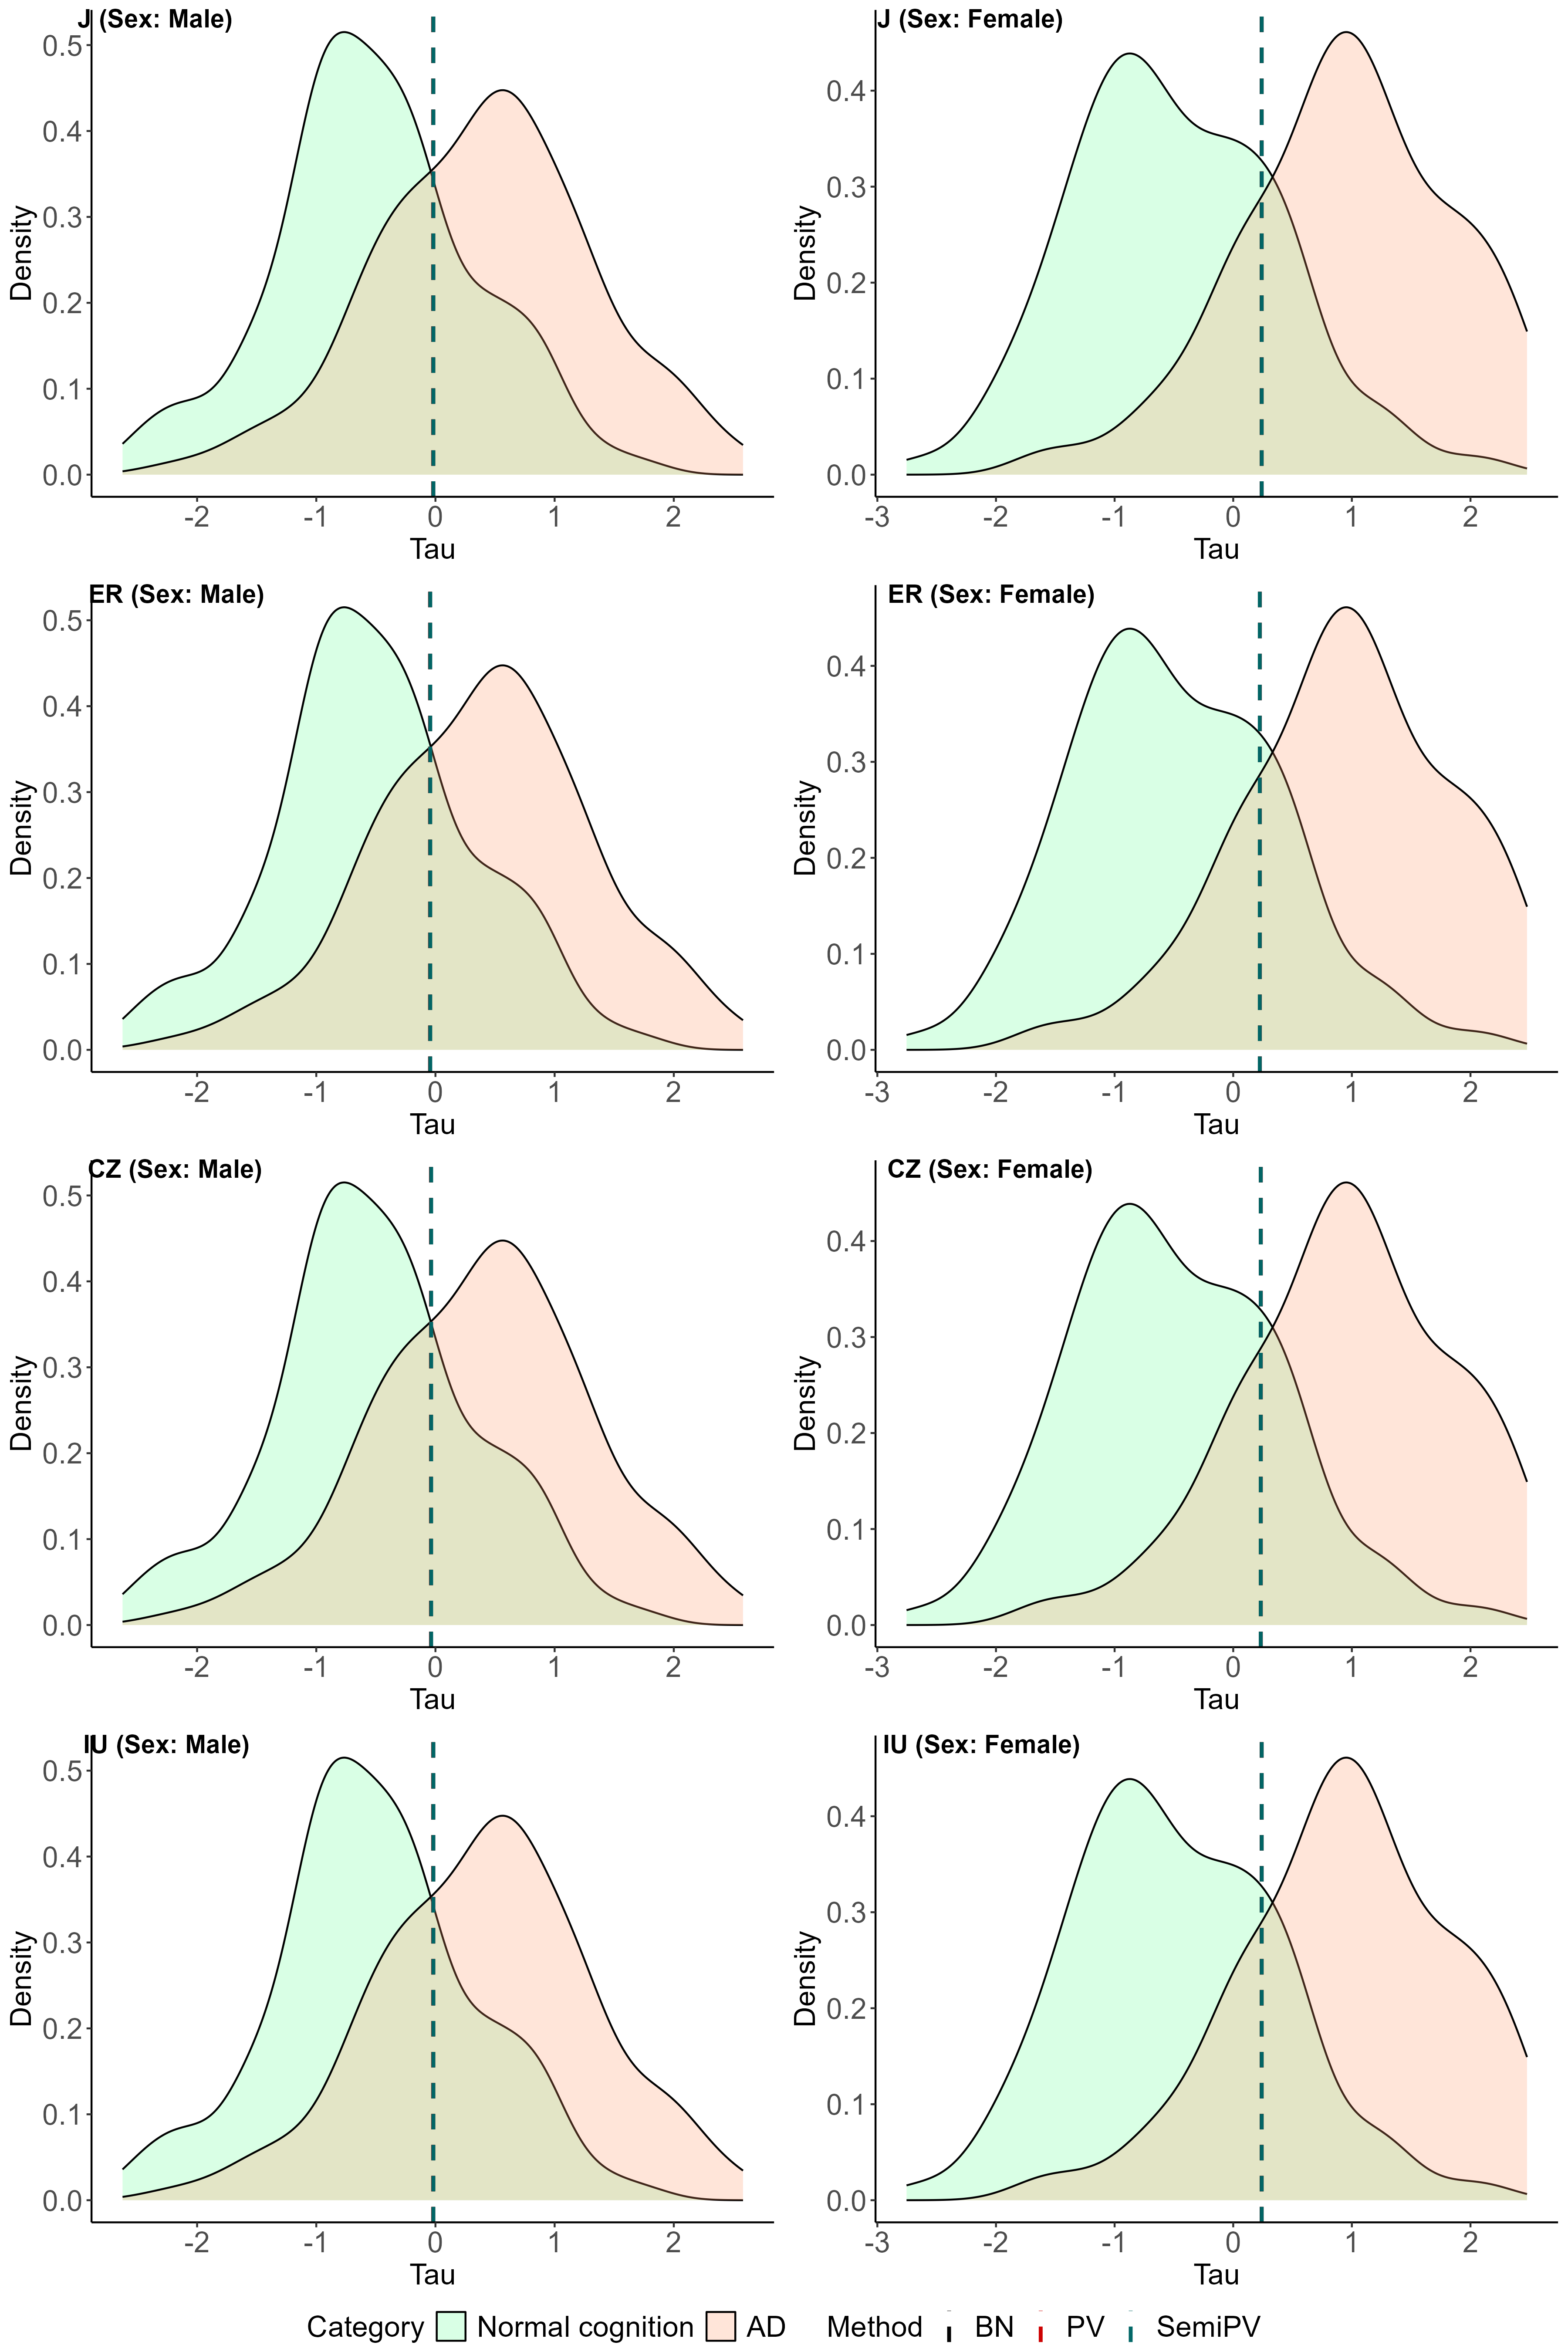 J (Sex: Male)
0.5
0.4
0.3
0.2
0.1
0.0
Density
-2 -1 0 1 2
Tau
J (Sex: Female)
0.4
0.3
0.2
0.1
0.0
Density
-3 -2 -1 0 1 2
Tau
ER (Sex: Male)
0.5
0.4
0.3
0.2
0.1
0.0
Density
-2 -1 0 1 2
Tau
ER (Sex: Female)
0.4
0.3
0.2
0.1
0.0
Density
-3 -2 -1 0 1 2
Tau
CZ (Sex: Male)
0.5
0.4
0.3
0.2
0.1
0.0
Density
-2 -1 0 1 2
Tau
CZ (Sex: Female)
0.4
0.3
0.2
0.1
0.0
Density
-3 -2 -1 0 1 2
Tau
IU (Sex: Male)
0.5
0.4
0.3
0.2
0.1
0.0
Density
-2 -1 0 1 2
Tau
IU (Sex: Female)
0.4
0.3
0.2
0.1
0.0
Density
-3 -2 -1 0 1 2
Tau
Category Normal cognition AD Method BN PV SemiPV